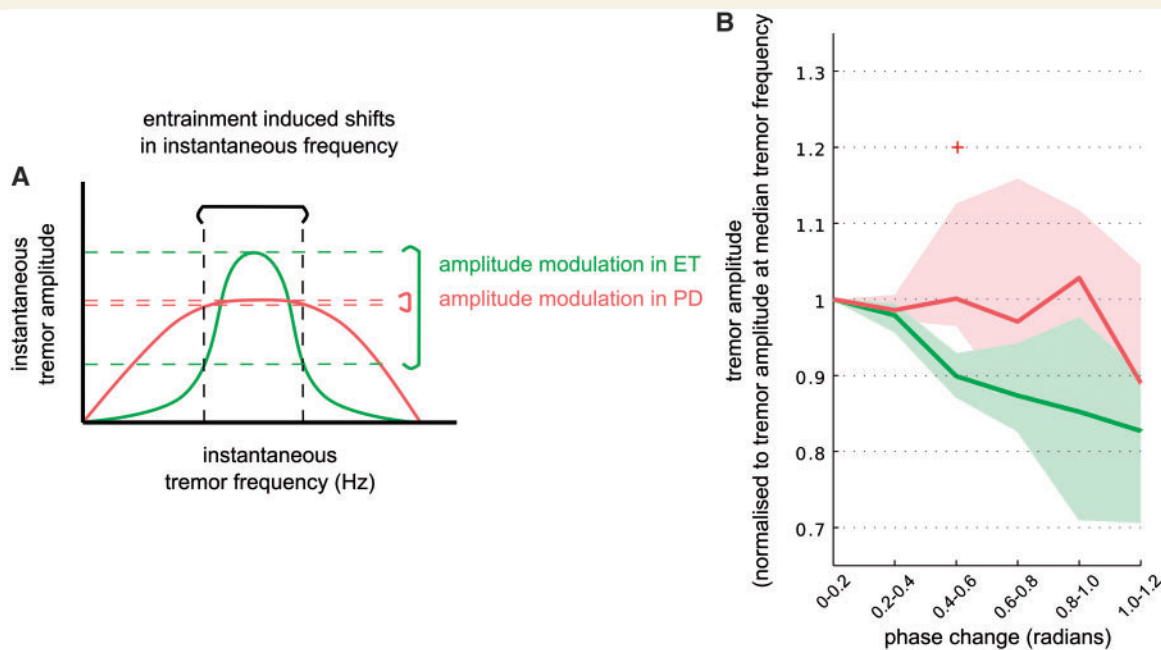 A
entrainment induced shifts
in instantaneous frequency
instantaneous
tremor amplitude
amplitude modulation in ET
amplitude modulation in PD
instantaneous
tremor frequency (Hz)
B
tremor amplitude
(normalised to tremor amplitude at median tremor frequency
1.3
1.2
1.1
1
0.9
0.8
0.7
+
0-0.2
0.2-0.4
0.4-0.6
0.6-0.8
0.8-1.0
1.0-1.2
phase change (radians)